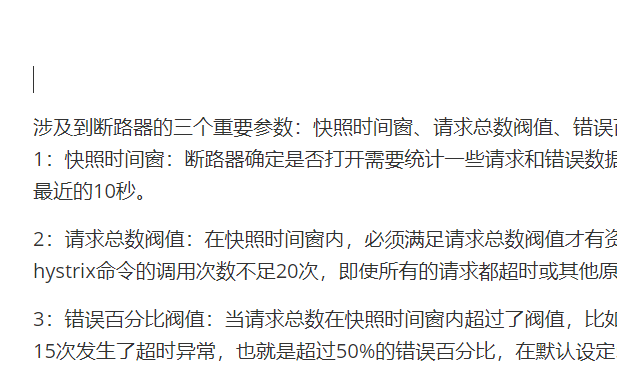 涉及到断路器的三个重要参数：快照时间窗、请求总数阀值、错误
1：快照时间窗：断路器确定是否打开需要统计一些请求和错误数据
最近的10秒。
2：请求总数阀值：在快照时间窗内，必须满足请求总数阀值才有资
hystrix命令的调用次数不足20次，即使所有的请求都超时或其他原
3：错误百分比阀值：当请求总数在快照时间窗内超过了阀值，比如
15次发生了超时异常，也就是超过50%的错误百分比，在默认设定